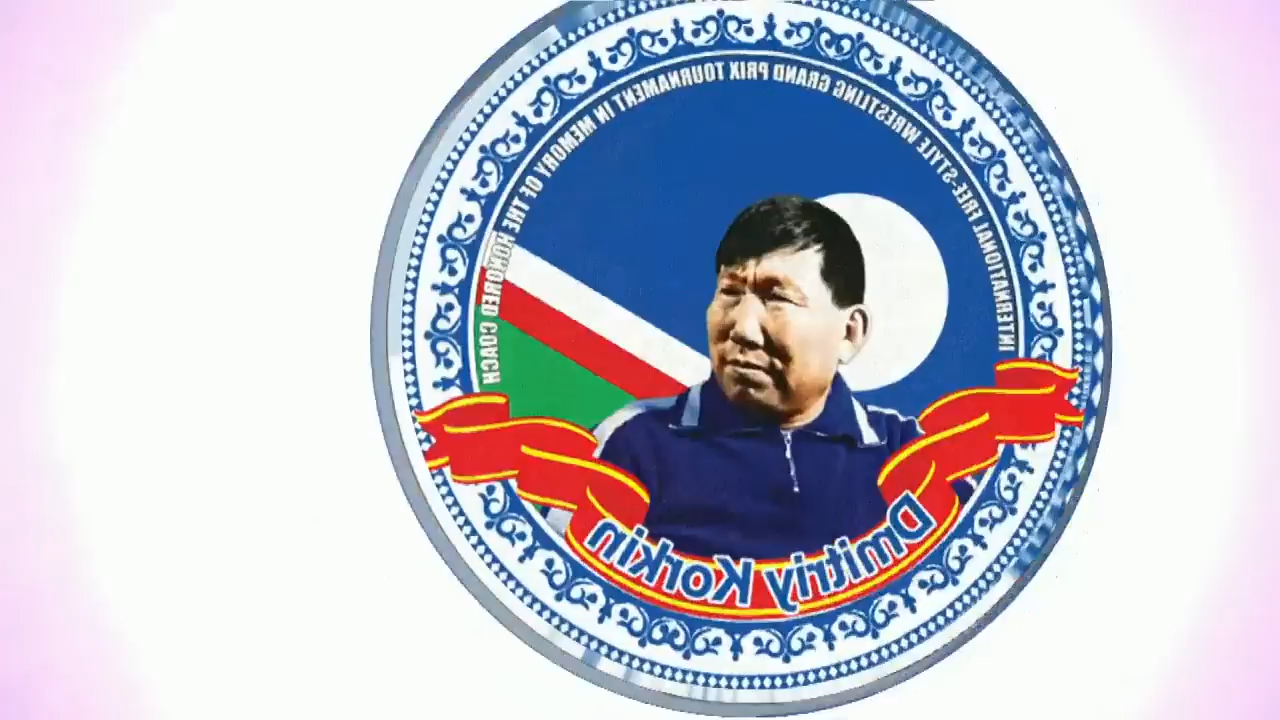 INTERNATIONAL FREE-STYLE WRESTLING GRAND PRIX TOURNAMENT IN MEMORY OF THE HONORED COACH
Dmitriy Korkin